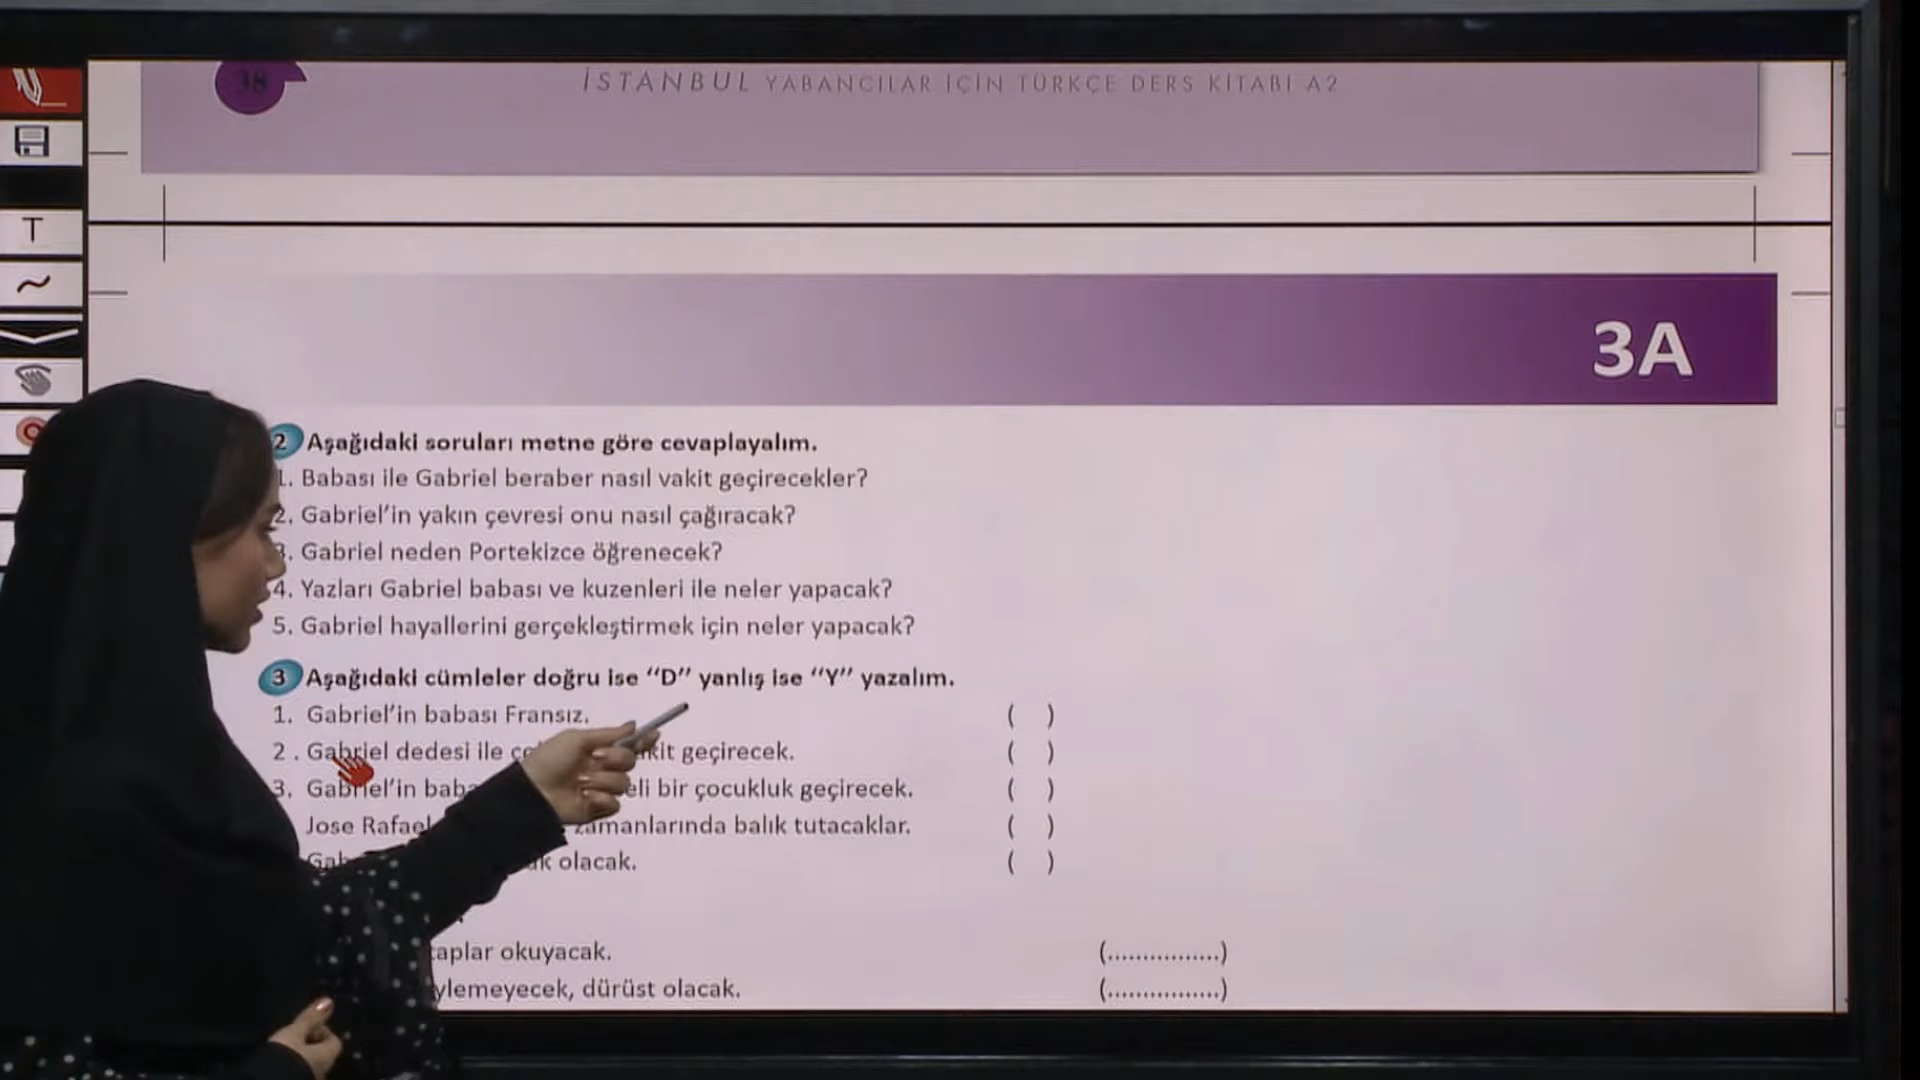 38
İSTANBUL YABANCILAR İÇİN TÜRKÇE DERS KİTABI A2
T
3A
2 Aşağıdaki soruları metne göre cevaplayalım.
1. Babası ile Gabriel beraber nasıl vakit geçirecekler?
2. Gabriel’in yakın çevresi onu nasıl çağıracak?
3. Gabriel neden Portekizce öğrenecek?
4. Yazları Gabriel babası ve kuzenleri ile neler yapacak?
5. Gabriel hayallerini gerçekleştirmek için neler yapacak?
3 Aşağıdaki cümleler doğru ise “D” yanlış ise “Y” yazalım.
1. Gabriel’in babası Fransız. ( )
2 . Gabriel dedesi ile geçirecek. ( )
3. Gabriel’in bir çocukluk geçirecek. ( )
Jose Rafael zamanlarında balık tutacaklar. ( )
olacak. ( )
okuyacak. (................)
dürüst olacak. (................)